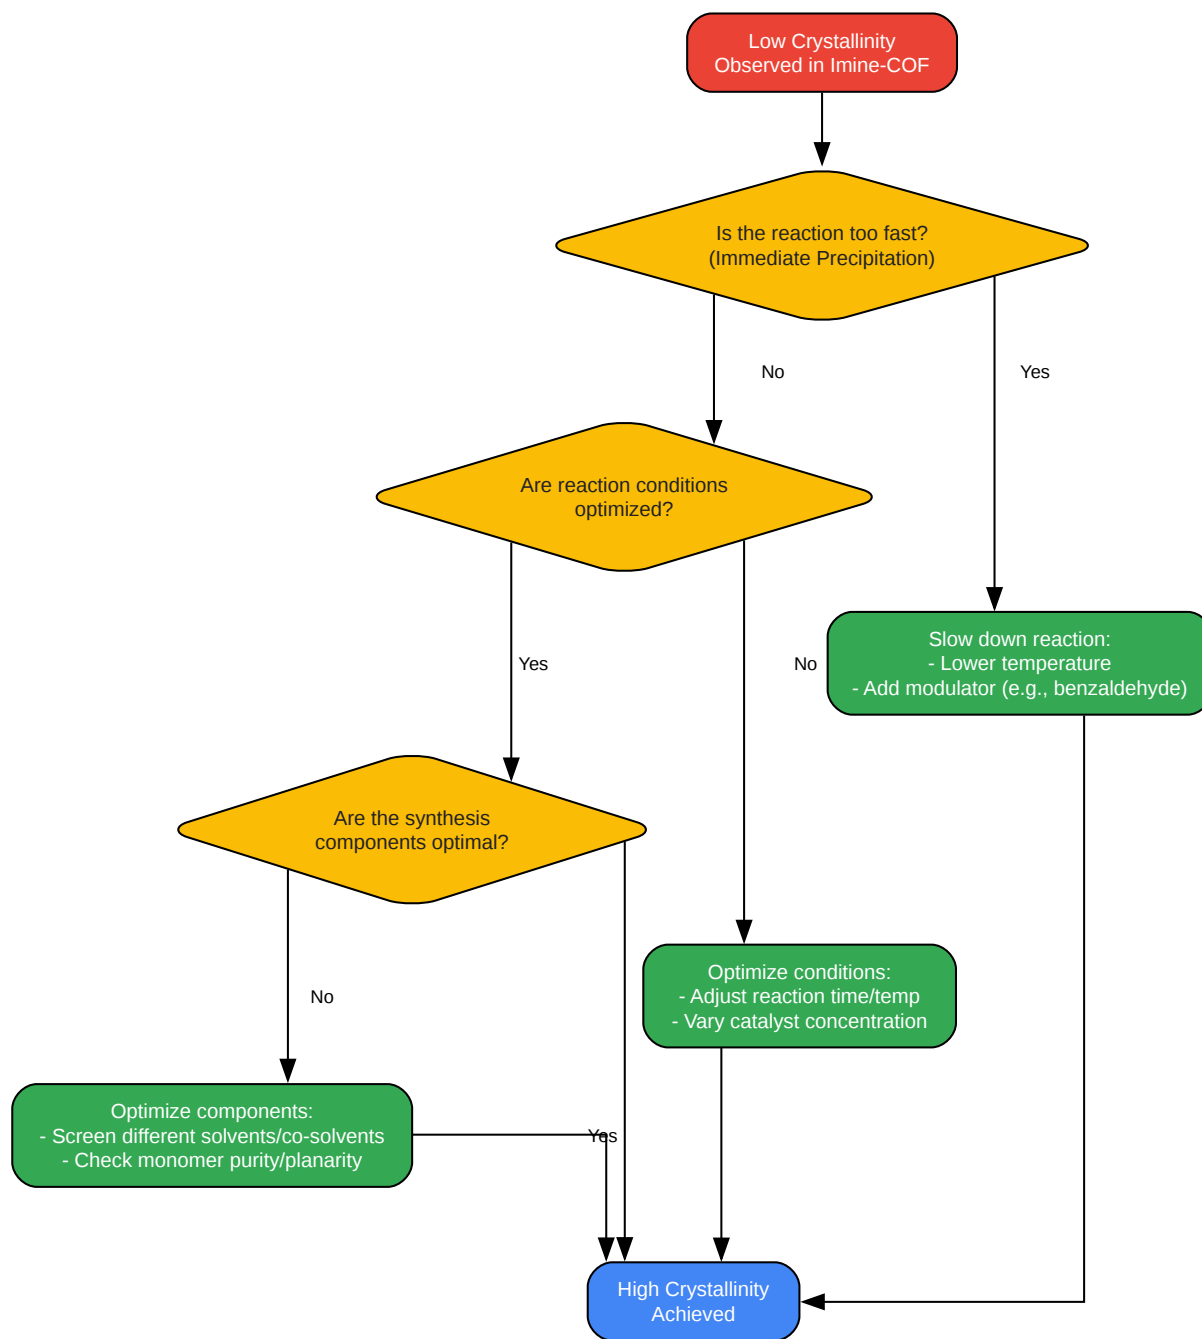 Low Crystallinity
Observed in Imine-COF
Is the reaction too fast?
(Immediate Precipitation)
No
Yes
Are reaction conditions
optimized?
Yes
No
Slow down reaction:
- Lower temperature
- Add modulator (e.g., benzaldehyde)
Are the synthesis
components optimal?
No
Optimize conditions:
- Adjust reaction time/temp
- Vary catalyst concentration
Optimize components:
- Screen different solvents/co-solvents
- Check monomer purity/planarity
Yes
High Crystallinity
Achieved